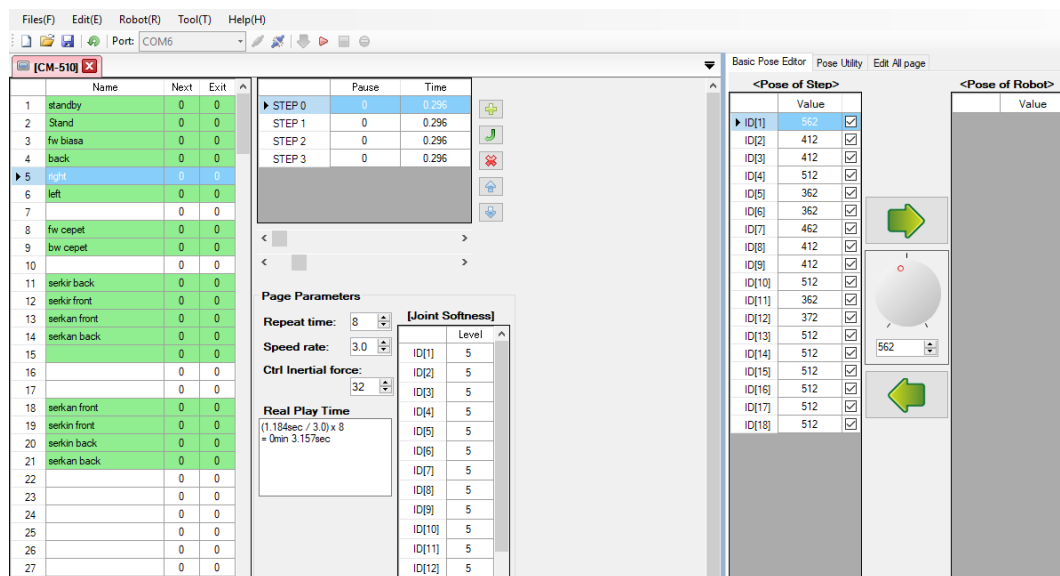 Files(F) Edit(E) Robot(R) Tool(T) Help(H)
Port: COM6
[CM-510]
Name Next Exit
1 standby 0 0
2 Stand 0 0
3 fw biasa 0 0
4 back 0 0
5 right 0 0
6 left 0 0
7 0 0
8 fw cepet 0 0
9 bw cepet 0 0
10 0 0
11 serkir back 0 0
12 serkir front 0 0
13 serkan front 0 0
14 serkan back 0 0
15 0 0
16 0 0
17 0 0
18 serkan front 0 0
19 serkin front 0 0
20 serkin back 0 0
21 serkan back 0 0
22 0 0
23 0 0
24 0 0
25 0 0
26 0 0
27 0 0
Pause Time
STEP 0 0 0.296
STEP 1 0 0.296
STEP 2 0 0.296
STEP 3 0 0.296
Page Parameters
Repeat time: 8
Speed rate: 3.0
Ctrl Inertial force:
32
Real Play Time
(1.184sec / 3.0) x 8
= 0min 3.157sec
[Joint Softness]
Level
ID[1] 5
ID[2] 5
ID[3] 5
ID[4] 5
ID[5] 5
ID[6] 5
ID[7] 5
ID[8] 5
ID[9] 5
ID[10] 5
ID[11] 5
ID[12] 5
Basic Pose Editor Pose Utility Edit All page
<Pose of Step>
Value
ID[1] 562
ID[2] 412
ID[3] 412
ID[4] 512
ID[5] 362
ID[6] 362
ID[7] 462
ID[8] 412
ID[9] 412
ID[10] 512
ID[11] 362
ID[12] 372
ID[13] 512
ID[14] 512
ID[15] 512
ID[16] 512
ID[17] 512
ID[18] 512
562
<Pose of Robot>
Value